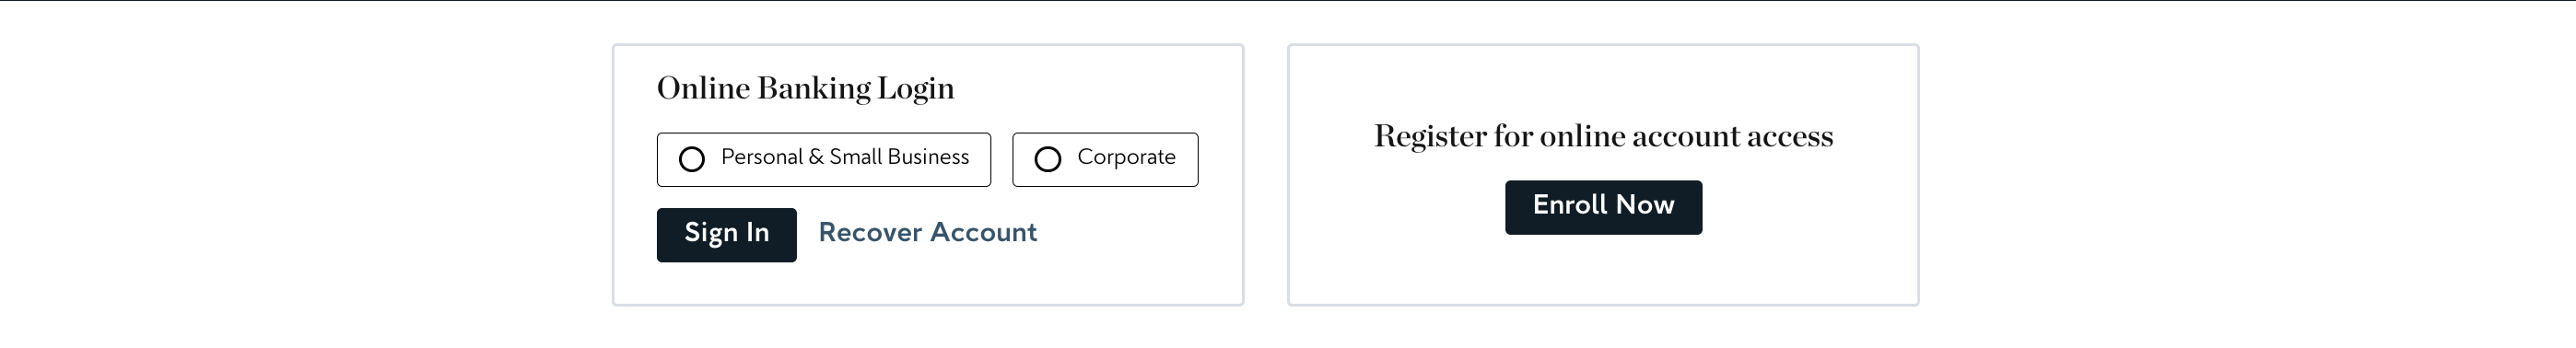 Online Banking Login
Personal & Small Business
Corporate
Sign In
Recover Account
Register for online account access
Enroll Now